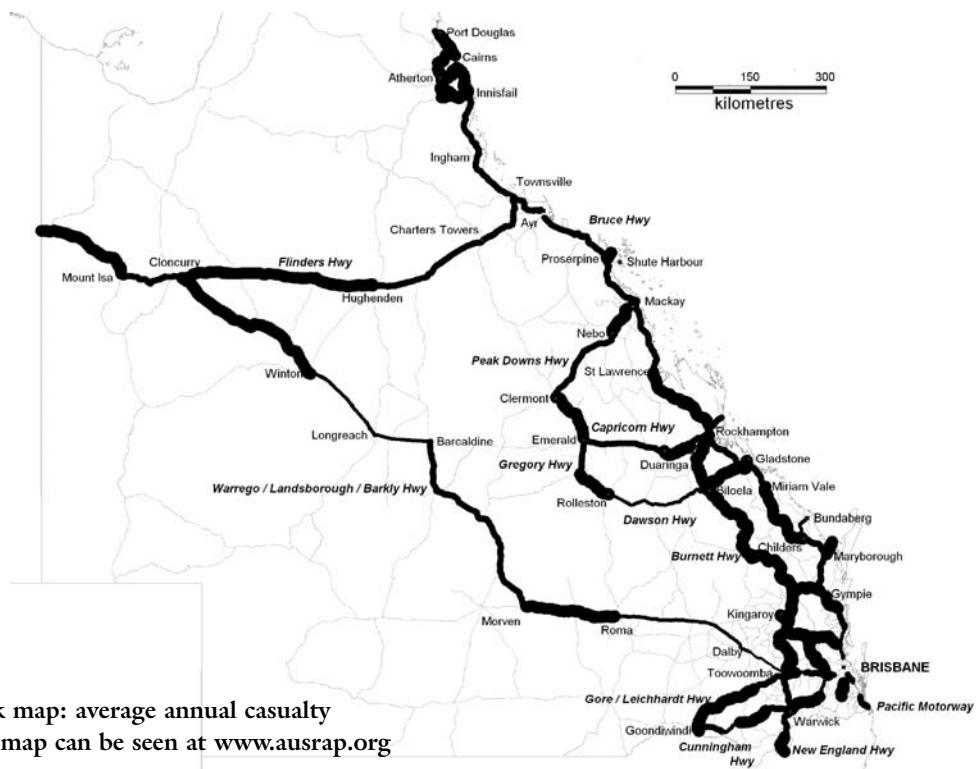 Port Douglas
Cairns
Atherton
Innisfail
0 150 300
kilometres
Ingham
Townsville
Charters Towers
Ayr
Bruce Hwy
Proserpine
Shute Harbour
Cloncurry
Flinders Hwy
Mount Isa
Hughenden
Mackay
Nebo
Peak Downs Hwy
St Lawrence
Winton
Clermont
Capricorn Hwy
Rockhampton
Longreach
Barcaldine
Emerald
Gladstone
Gregory Hwy
Duaringa
Warrego / Landsborough / Barkly Hwy
Biloela
Miriam Vale
Rolleston
Dawson Hwy
Bundaberg
Burnett Hwy
Childers
Maryborough
Gympie
Kingaroy
Morven
Roma
Dalby
BRISBANE
Toowoomba
Gore / Leichhardt Hwy
Pacific Motorway
k map: average annual casualty
map can be seen at www.ausrap.org
Goondiwindi
Warwick
Cunningham
Hwy
New England Hwy